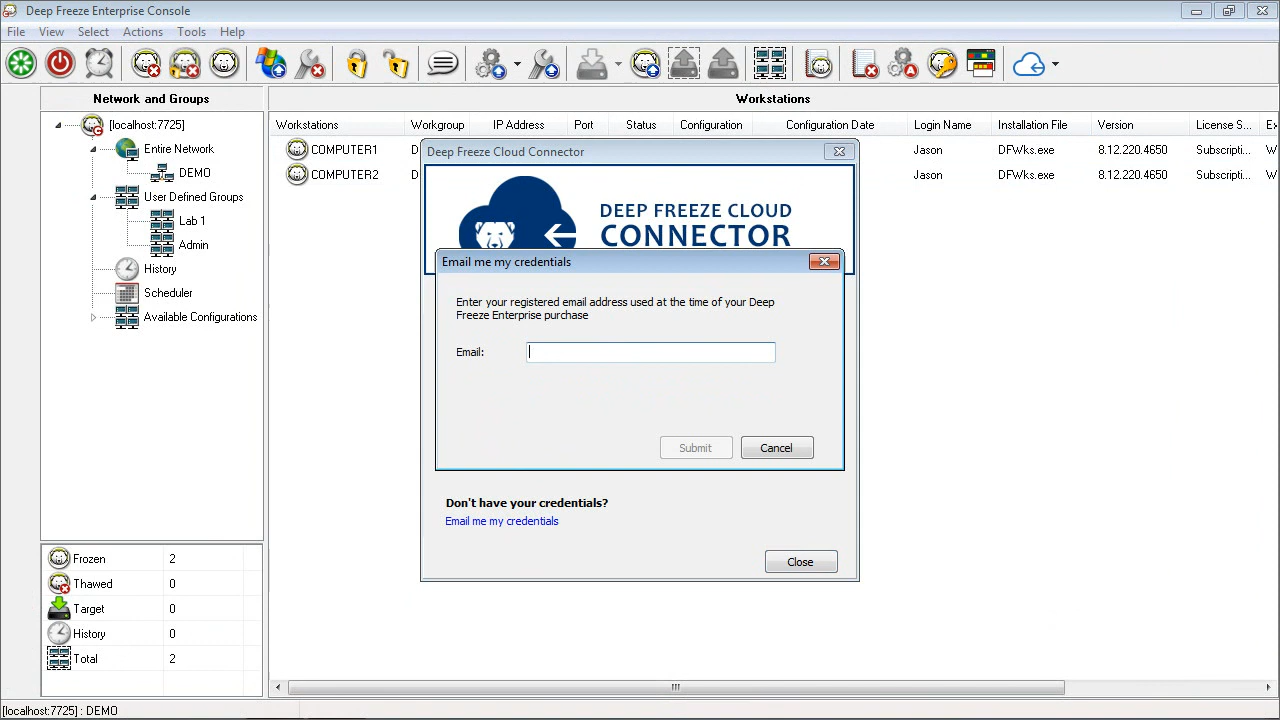 Deep Freeze Enterprise Console
File View Select Actions Tools Help
Network and Groups
Workstations
[localhost:7725]
Entire Network
DEMO
User Defined Groups
Lab 1
Admin
History
Scheduler
Available Configurations
Workstations Workgroup IP Address Port Status Configuration Configuration Date Login Name Installation File Version License S... Ex
COMPUTER1 D Jason DFWks.exe 8.12.220.4650 Subscripti... W
COMPUTER2 D Jason DFWks.exe 8.12.220.4650 Subscripti... W
Deep Freeze Cloud Connector
DEEP FREEZE CLOUD
CONNECTOR
Email me my credentials
Enter your registered email address used at the time of your Deep
Freeze Enterprise purchase
Email:
Submit Cancel
Don't have your credentials?
Email me my credentials
Close
Frozen 2
Thawed 0
Target 0
History 0
Total 2
[localhost:7725] : DEMO